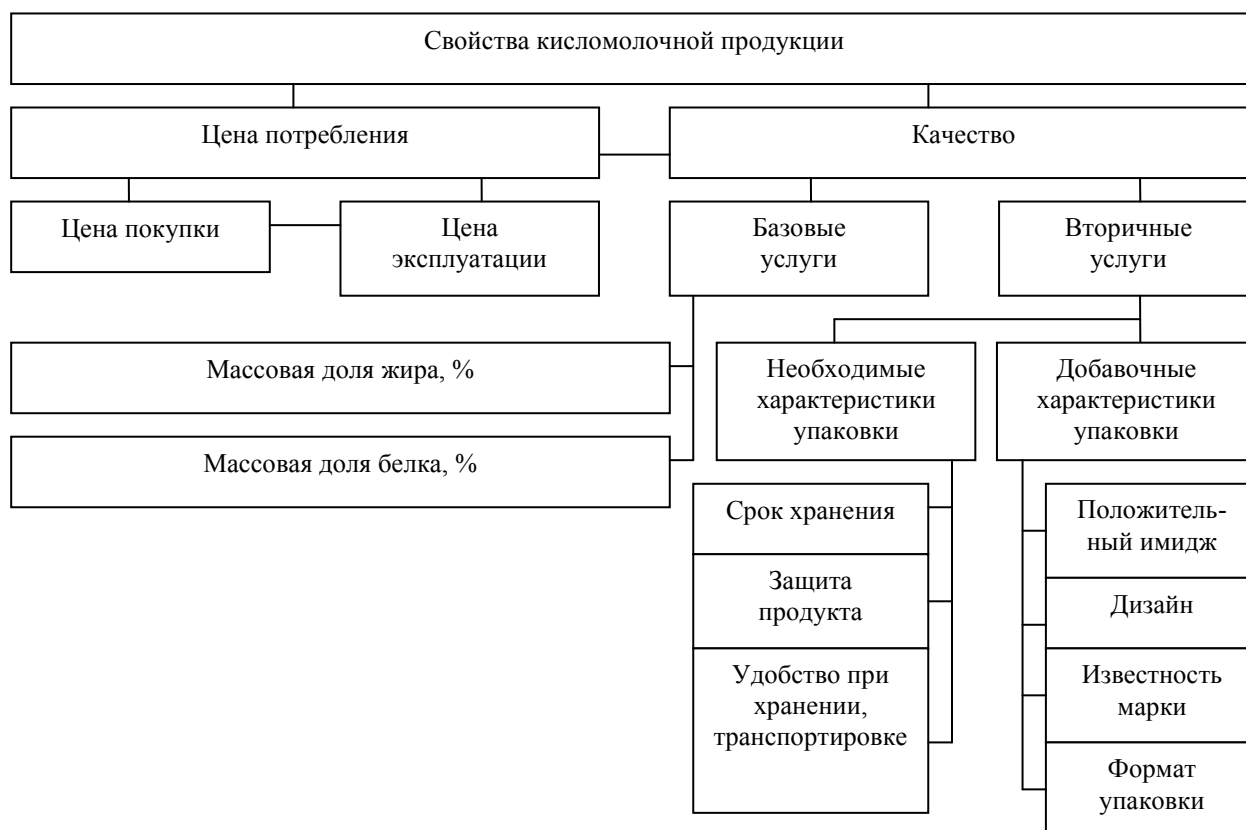 Свойства кисломолочной продукции
Цена потребления
Качество
Цена покупки
Цена
эксплуатации
Базовые
услуги
Вторичные
услуги
Массовая доля жира, %
Массовая доля белка, %
Необходимые
характеристики
упаковки
Добавочные
характеристики
упаковки
Срок хранения
Защита
продукта
Удобство при
хранении,
транспортировке
Положитель-
ный имидж
Дизайн
Известность
марки
Формат
упаковки